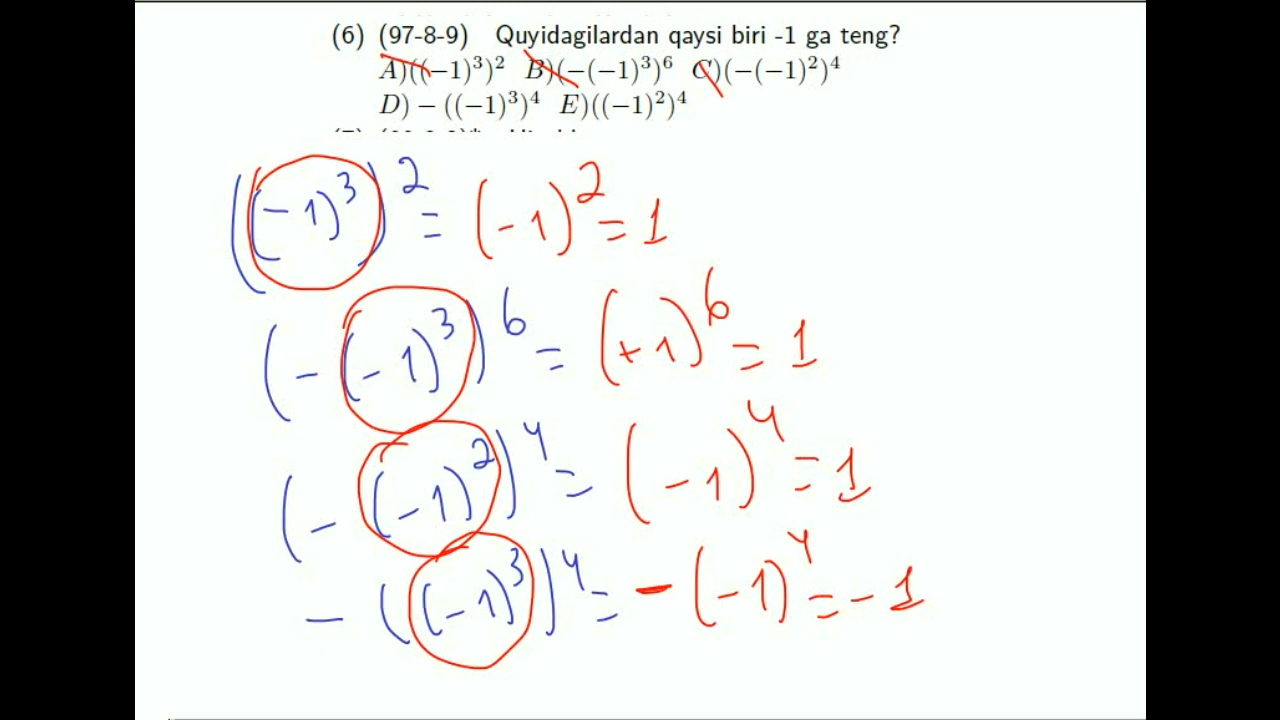 (6) (97-8-9) Quyidagilardan qaysi biri -1 ga teng?
A)((−1)³)² B)(−(−1)³)⁶ C)(−(−1)²)⁴
D) − ((−1)³)⁴ E)((−1)²)⁴
((-1)³)² = (-1)² = 1
(-(-1)³)⁶ = (+1)⁶ = 1
(-(-1)²)⁴ = (-1)⁴ = 1
-((-1)³)⁴ = -(-1)⁴ = -1